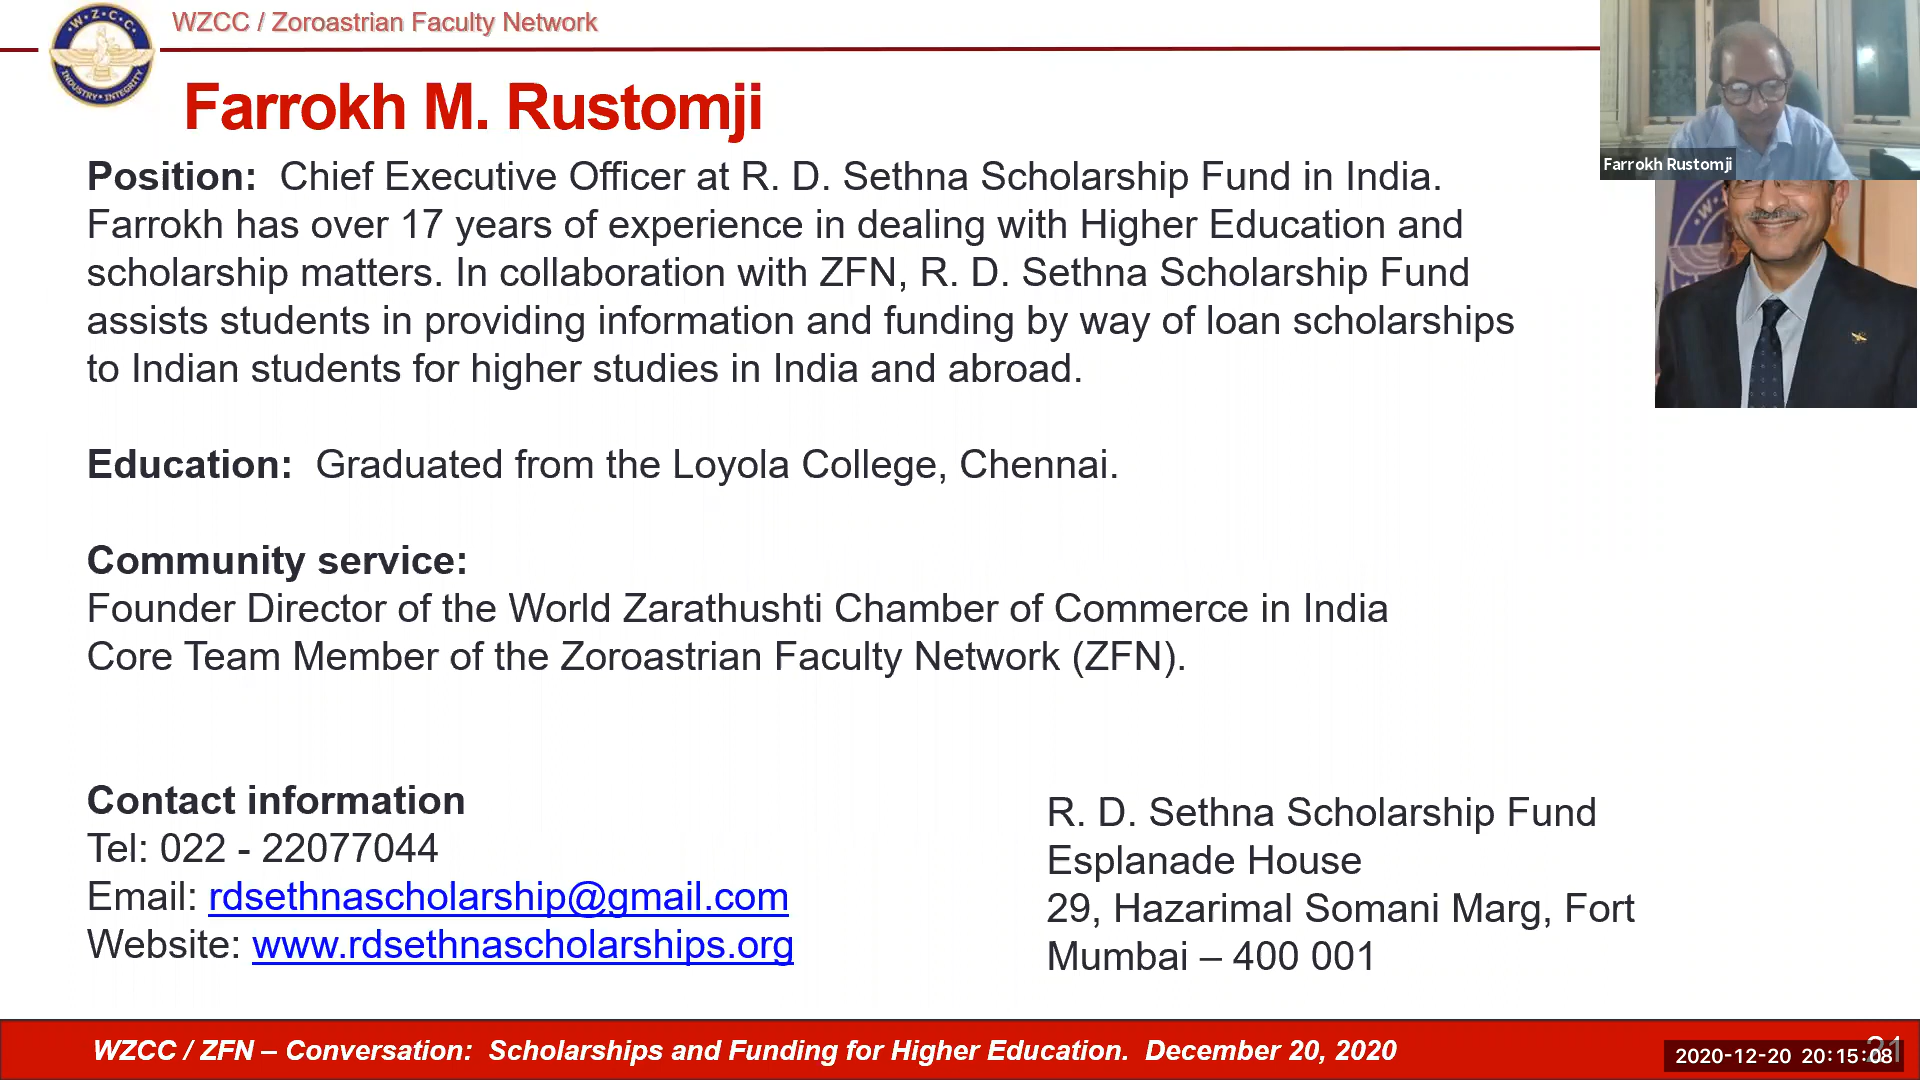 WZCC / Zoroastrian Faculty Network
W.Z.C.C
INDUSTRY • INTEGRITY
Farrokh M. Rustomji
Farrokh Rustomji
Position:  Chief Executive Officer at R. D. Sethna Scholarship Fund in India.
Farrokh has over 17 years of experience in dealing with Higher Education and
scholarship matters. In collaboration with ZFN, R. D. Sethna Scholarship Fund
assists students in providing information and funding by way of loan scholarships
to Indian students for higher studies in India and abroad.
Education:  Graduated from the Loyola College, Chennai.
Community service:
Founder Director of the World Zarathushti Chamber of Commerce in India
Core Team Member of the Zoroastrian Faculty Network (ZFN).
Contact information
Tel: 022 - 22077044
Email: rdsethnascholarship@gmail.com
Website: www.rdsethnascholarships.org
R. D. Sethna Scholarship Fund
Esplanade House
29, Hazarimal Somani Marg, Fort
Mumbai – 400 001
WZCC / ZFN – Conversation:  Scholarships and Funding for Higher Education.  December 20, 2020
21
2020-12-20 20:15:08